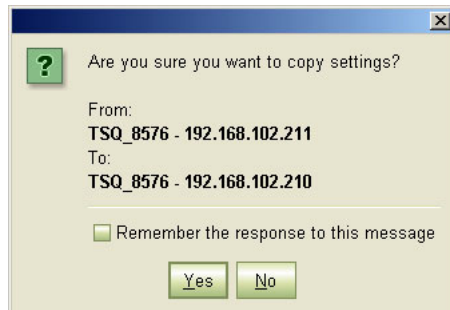 Are you sure you want to copy settings?
From:
TSQ_8576 - 192.168.102.211
To:
TSQ_8576 - 192.168.102.210
Remember the response to this message
Yes No